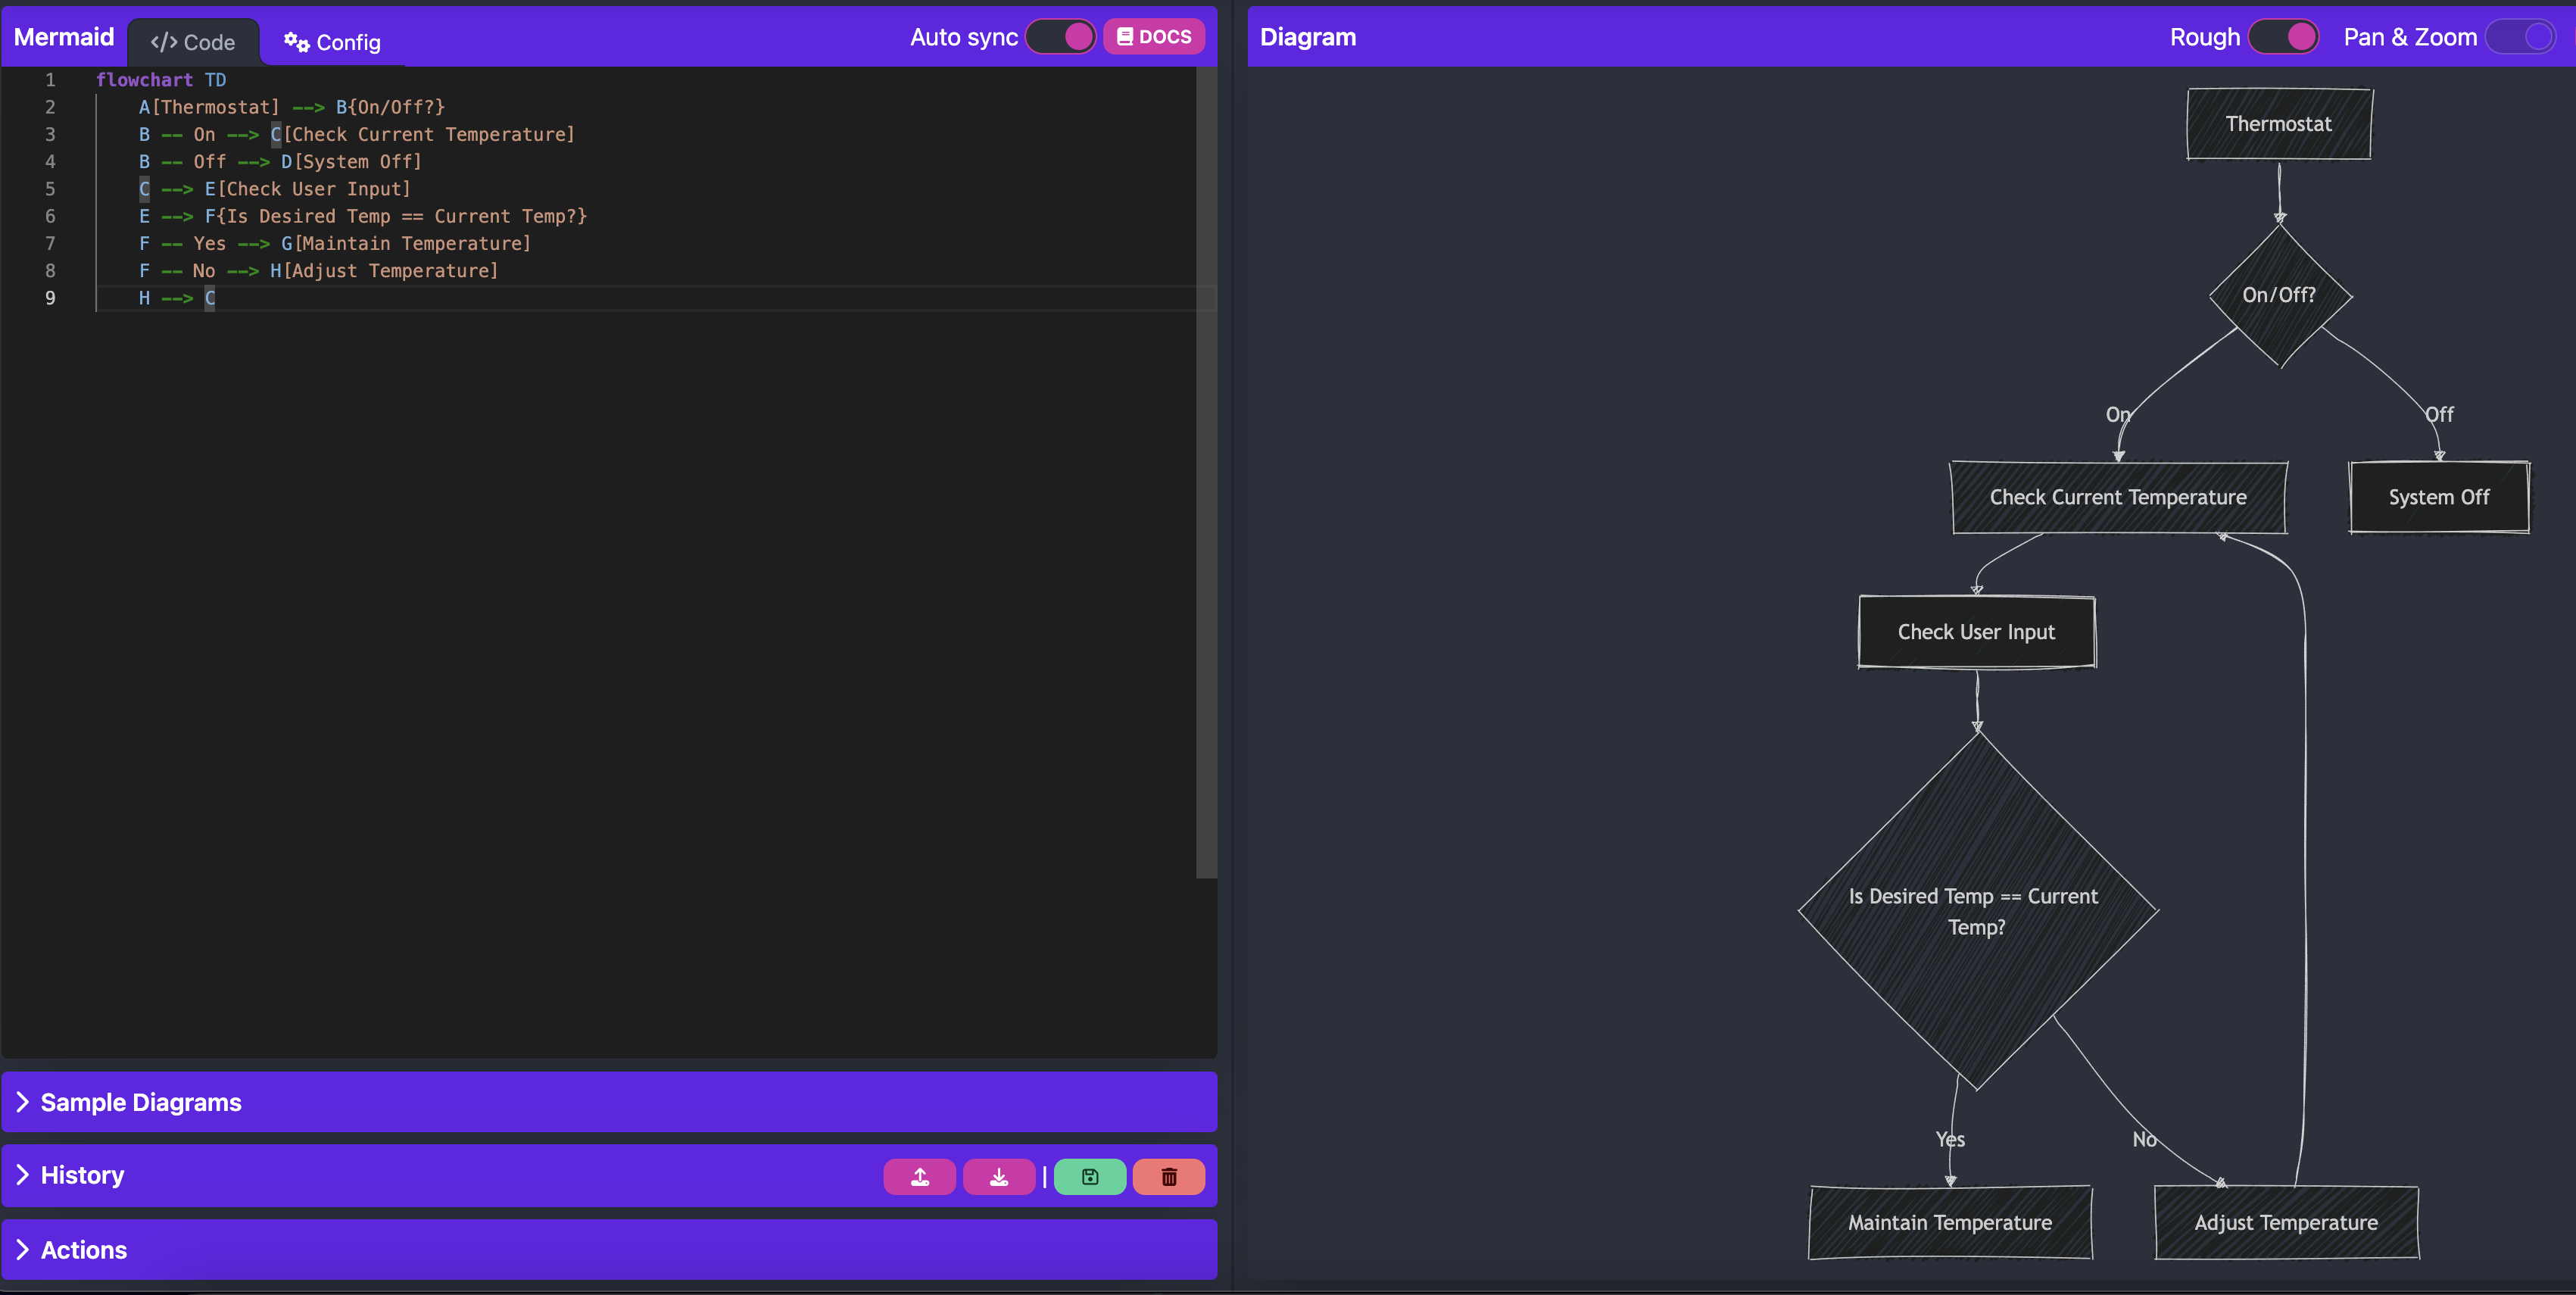 Mermaid
</> Code
Config
Auto sync
DOCS
1 flowchart TD
2 A[Thermostat] --> B{On/Off?}
3 B -- On --> C[Check Current Temperature]
4 B -- Off --> D[System Off]
5 C --> E[Check User Input]
6 E --> F{Is Desired Temp == Current Temp?}
7 F -- Yes --> G[Maintain Temperature]
8 F -- No --> H[Adjust Temperature]
9 H --> C
Sample Diagrams
History
Actions
Diagram
Rough
Pan & Zoom
Thermostat
On/Off?
On
Off
Check Current Temperature
System Off
Check User Input
Is Desired Temp == Current
Temp?
Yes
No
Maintain Temperature
Adjust Temperature